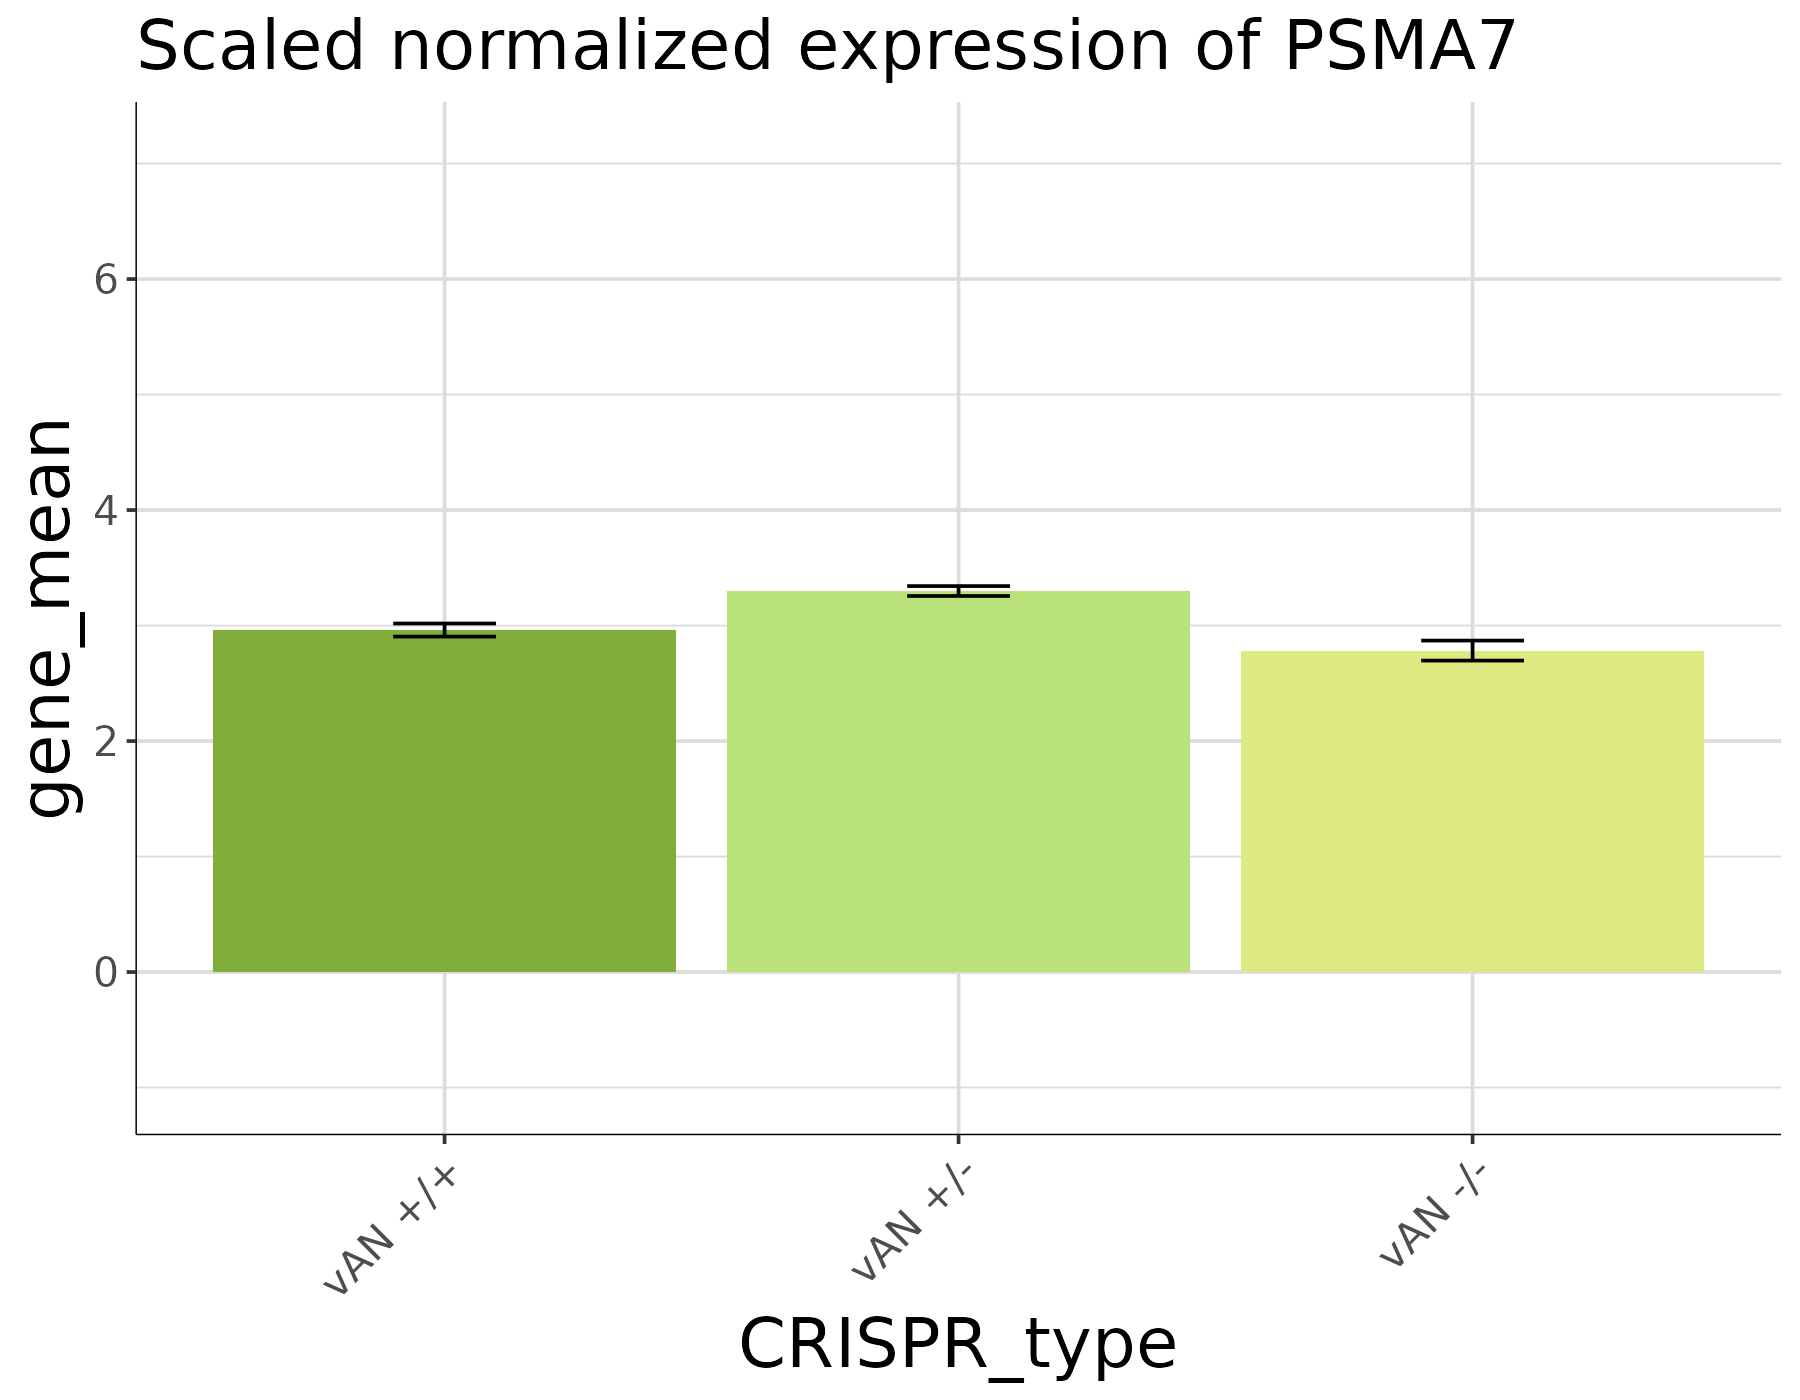 Scaled normalized expression of PSMA7
gene_mean
6
4
2
0
vAN +/+
vAN +/-
vAN -/-
CRISPR_type